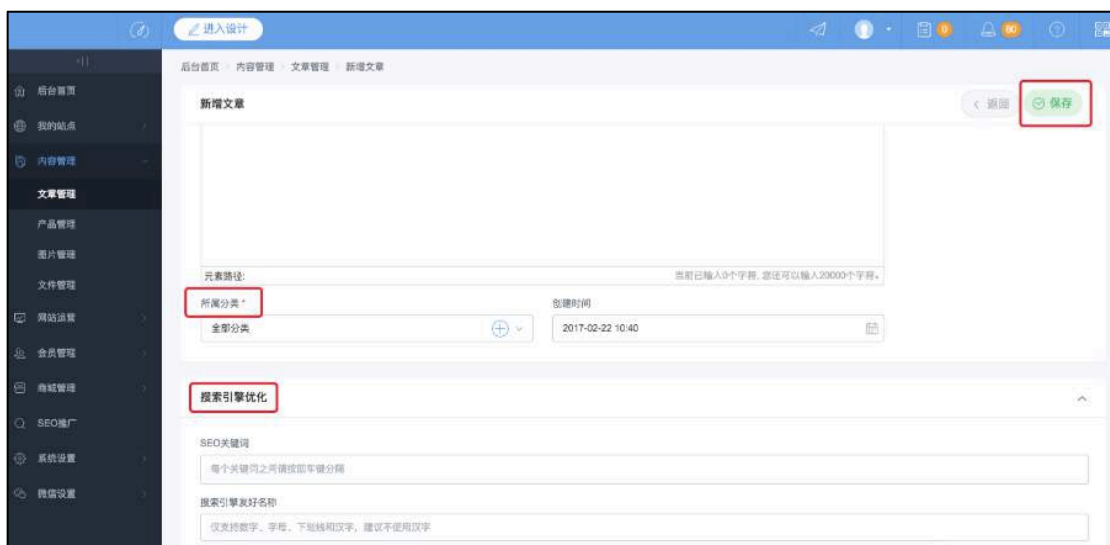 进入设计
0
80
后台首页 > 内容管理 > 文章管理 > 新增文章
新增文章
返回
保存
后台首页
我的站点
内容管理
文章管理
产品管理
图片管理
文件管理
网站运营
会员管理
商城管理
SEO推广
系统设置
微信设置
元素路径:
当前已输入0个字符, 您还可以输入20000个字符。
所属分类 *
创建时间
全部分类
2017-02-22 10:40
搜索引擎优化
SEO关键词
每个关键词之间请按回车键分隔
搜索引擎友好名称
仅支持数字、字母、下划线和汉字，建议不使用汉字